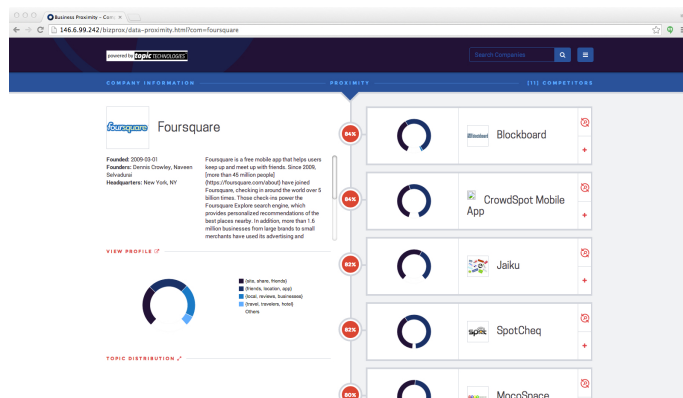 Business Proximity - Com
146.6.99.242/bizprox/data-proximity.html?com=foursquare
powered by topic TECHNOLOGIES
Search Companies
COMPANY INFORMATION
PROXIMITY
[11] COMPETITORS
foursquare
Foursquare
Founded: 2009-03-01
Founders: Dennis Crowley, Naveen
Selvadurai
Headquarters: New York, NY
Foursquare is a free mobile app that helps users
keep up and meet up with friends. Since 2009,
[more than 45 million people]
(https://foursquare.com/about) have joined
Foursquare, checking in around the world over 5
billion times. Those check-ins power the
Foursquare Explore search engine, which
provides personalized recommendations of the
best places nearby. In addition, more than 1.6
million businesses from large brands to small
merchants have used its advertising and
VIEW PROFILE
(site, share, friends)
(friends, location, app)
(local, reviews, businesses)
(travel, travelers, hotel)
Others
TOPIC DISTRIBUTION
84%
Blockboard
+
84%
CrowdSpot Mobile
App
+
82%
Jaiku
+
82%
spot
SpotCheq
+
80%
MocoSpace